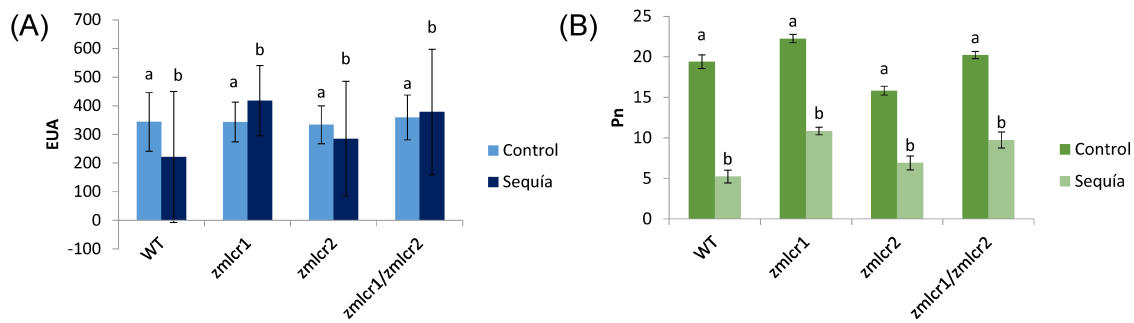 (A)
EUA
700
600
500
400
300
200
100
0
-100
a b a b a b a b
WT zmlcr1 zmlcr2 zmlcr1/zmlcr2
Control
Sequía
(B)
Pn
25
20
15
10
5
0
a b a b a b a b
WT zmlcr1 zmlcr2 zmlcr1/zmlcr2
Control
Sequía